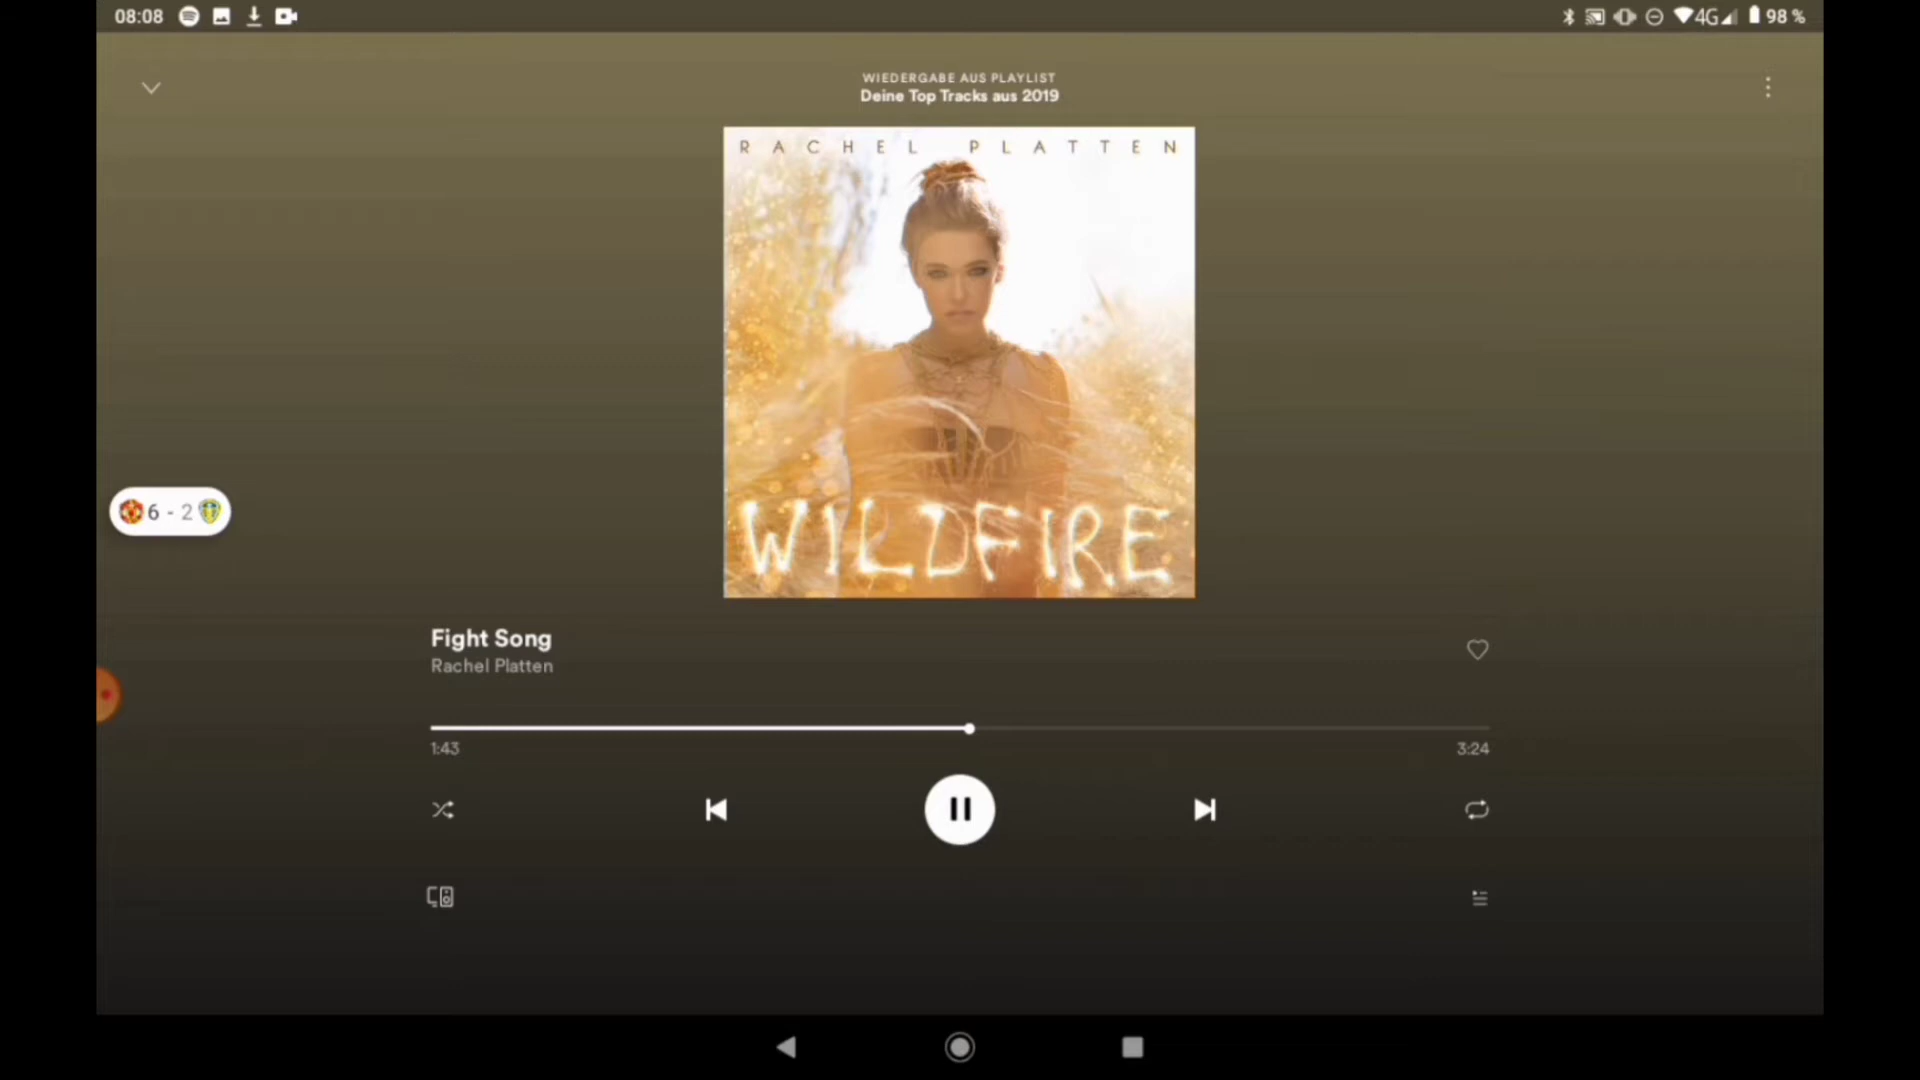 08:08
4G 98 %
WIEDERGABE AUS PLAYLIST
Deine Top Tracks aus 2019
RACHEL PLATTEN
WILDFIRE
6 - 2
Fight Song
Rachel Platten
1:43
3:24